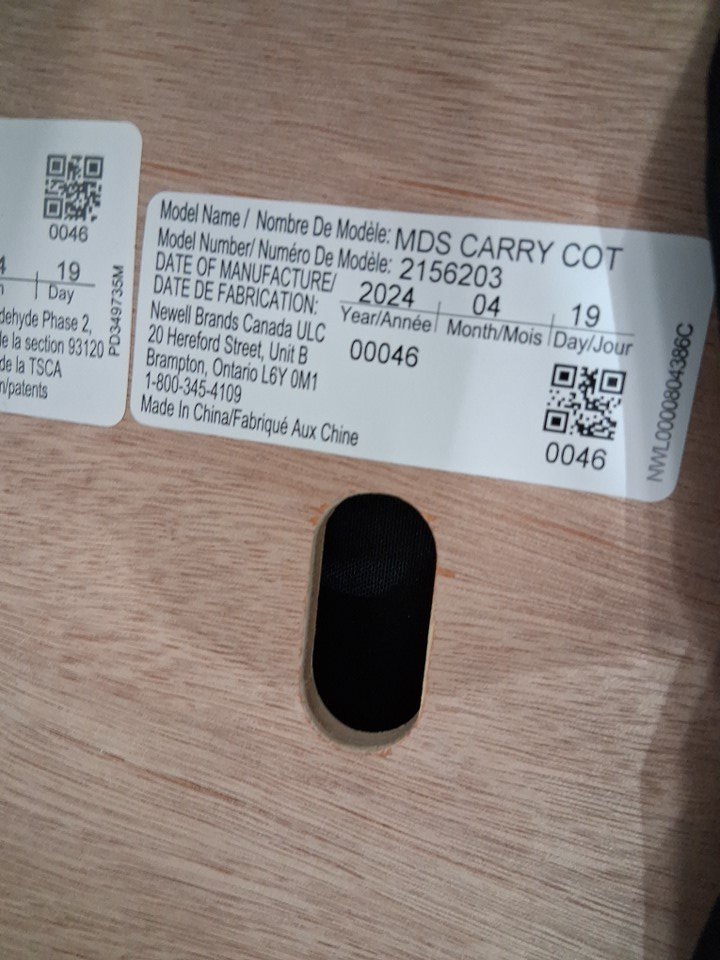 0046
4 | 19
n | Day
dehyde Phase 2,
de la section 93120
de la TSCA
n/patents
PD349735M
Model Name / Nombre De Modèle: MDS CARRY COT
Model Number/ Numéro De Modèle: 2156203
DATE OF MANUFACTURE/
DATE DE FABRICATION:
2024 04 19
Year/Année | Month/Mois | Day/Jour
Newell Brands Canada ULC
20 Hereford Street, Unit B
Brampton, Ontario L6Y 0M1
1-800-345-4109
Made In China/Fabriqué Aux Chine
00046
0046
NWL0000804386C